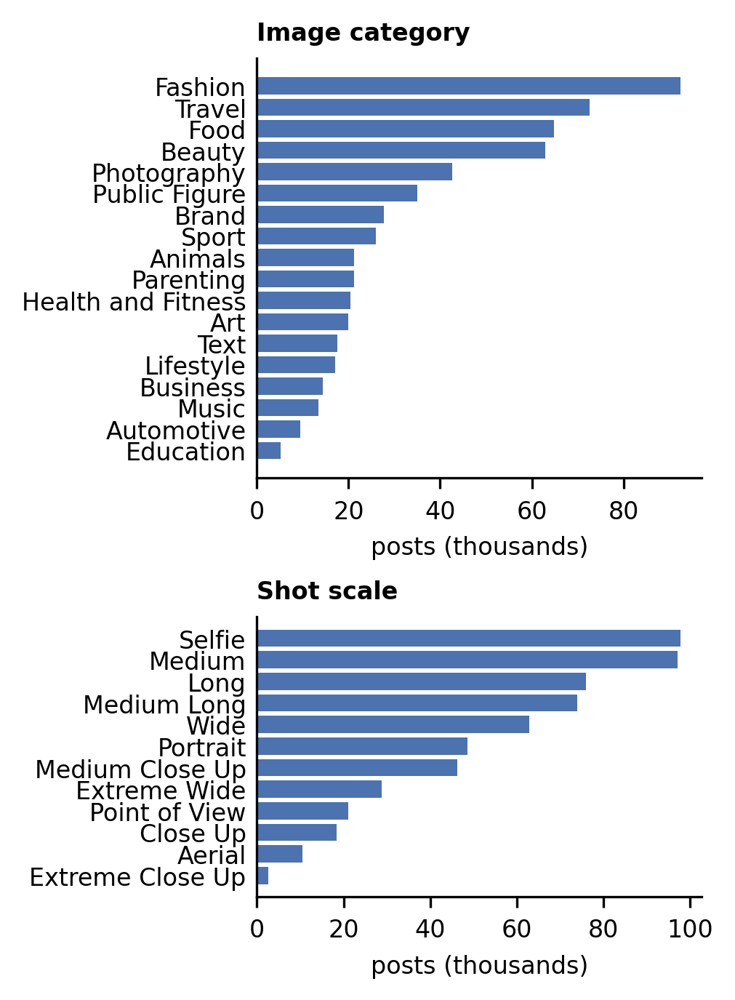 Image category
Fashion
Travel
Food
Beauty
Photography
Public Figure
Brand
Sport
Animals
Parenting
Health and Fitness
Art
Text
Lifestyle
Business
Music
Automotive
Education
0 20 40 60 80
posts (thousands)
Shot scale
Selfie
Medium
Long
Medium Long
Wide
Portrait
Medium Close Up
Extreme Wide
Point of View
Close Up
Aerial
Extreme Close Up
0 20 40 60 80 100
posts (thousands)